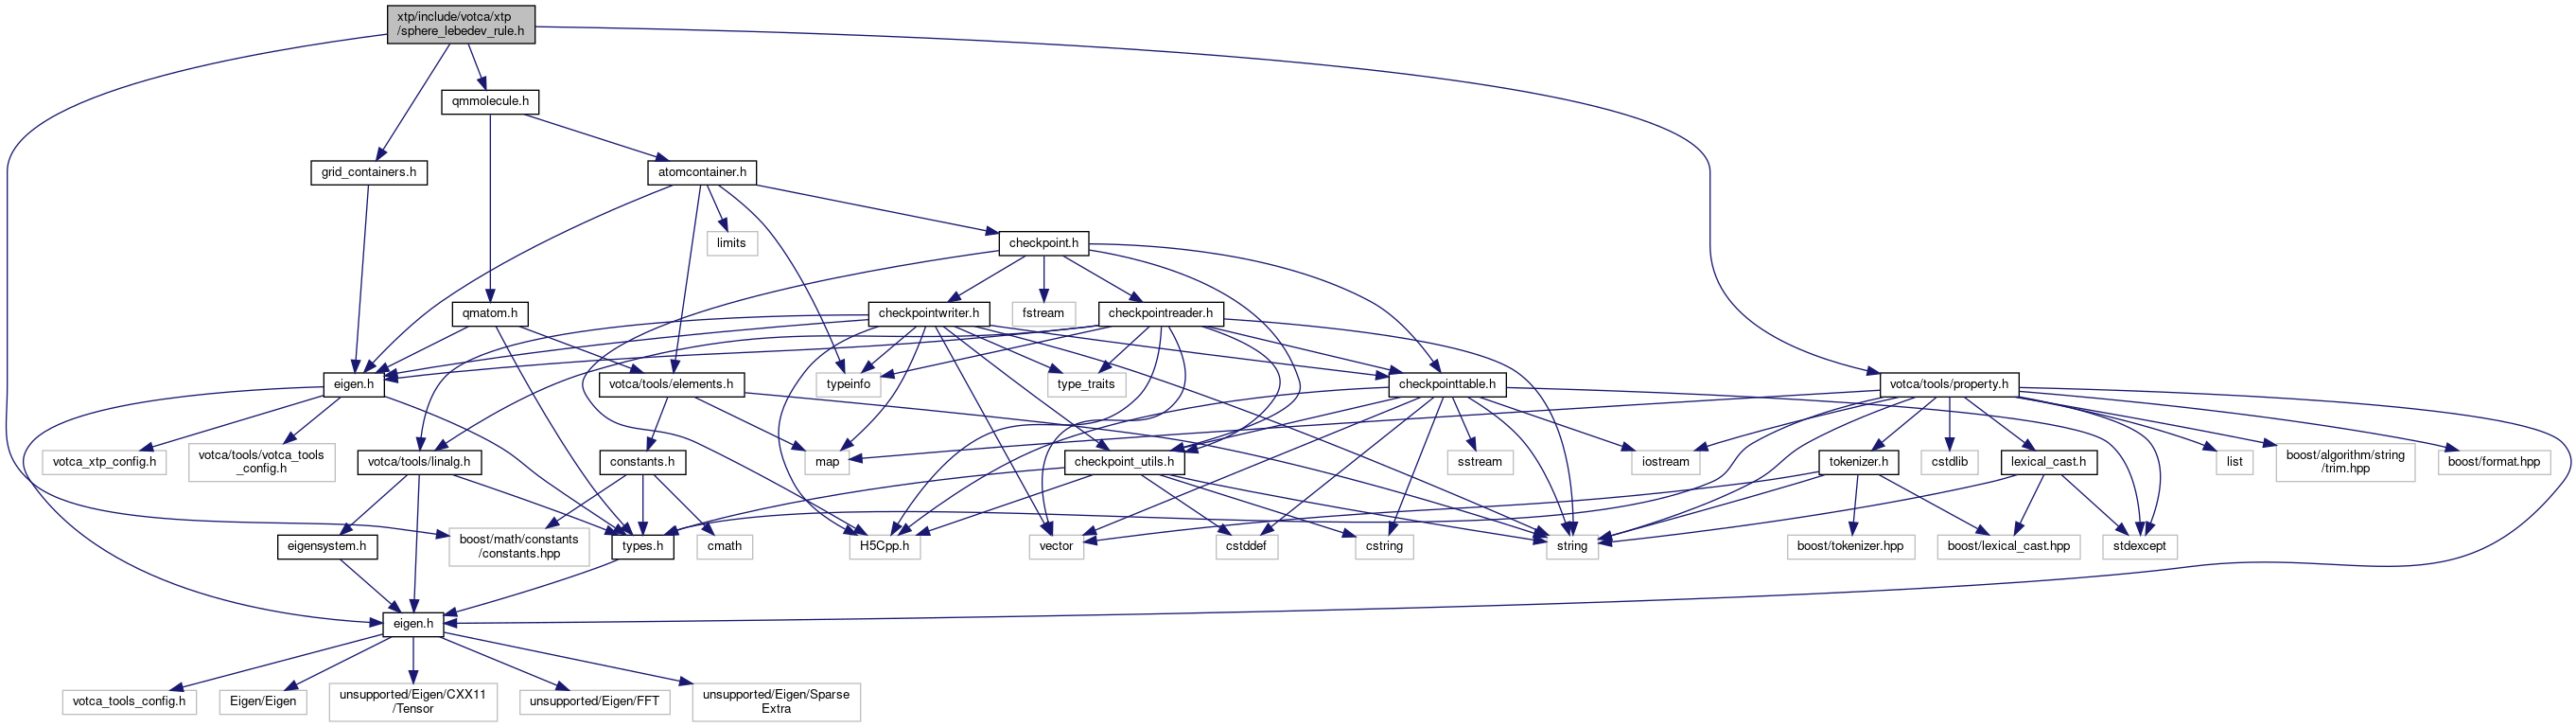 xtp/include/votca/xtp
/sphere_lebedev_rule.h
qmmolecule.h
grid_containers.h
atomcontainer.h
limits
checkpoint.h
qmatom.h
checkpointwriter.h
fstream
checkpointreader.h
eigen.h
votca/tools/elements.h
typeinfo
type_traits
checkpointtable.h
votca/tools/property.h
votca_xtp_config.h
votca/tools/votca_tools
_config.h
votca/tools/linalg.h
constants.h
map
checkpoint_utils.h
sstream
iostream
tokenizer.h
cstdlib
lexical_cast.h
list
boost/algorithm/string
/trim.hpp
boost/format.hpp
eigensystem.h
boost/math/constants
/constants.hpp
types.h
cmath
H5Cpp.h
vector
cstddef
cstring
string
boost/tokenizer.hpp
boost/lexical_cast.hpp
stdexcept
eigen.h
votca_tools_config.h
Eigen/Eigen
unsupported/Eigen/CXX11
/Tensor
unsupported/Eigen/FFT
unsupported/Eigen/Sparse
Extra